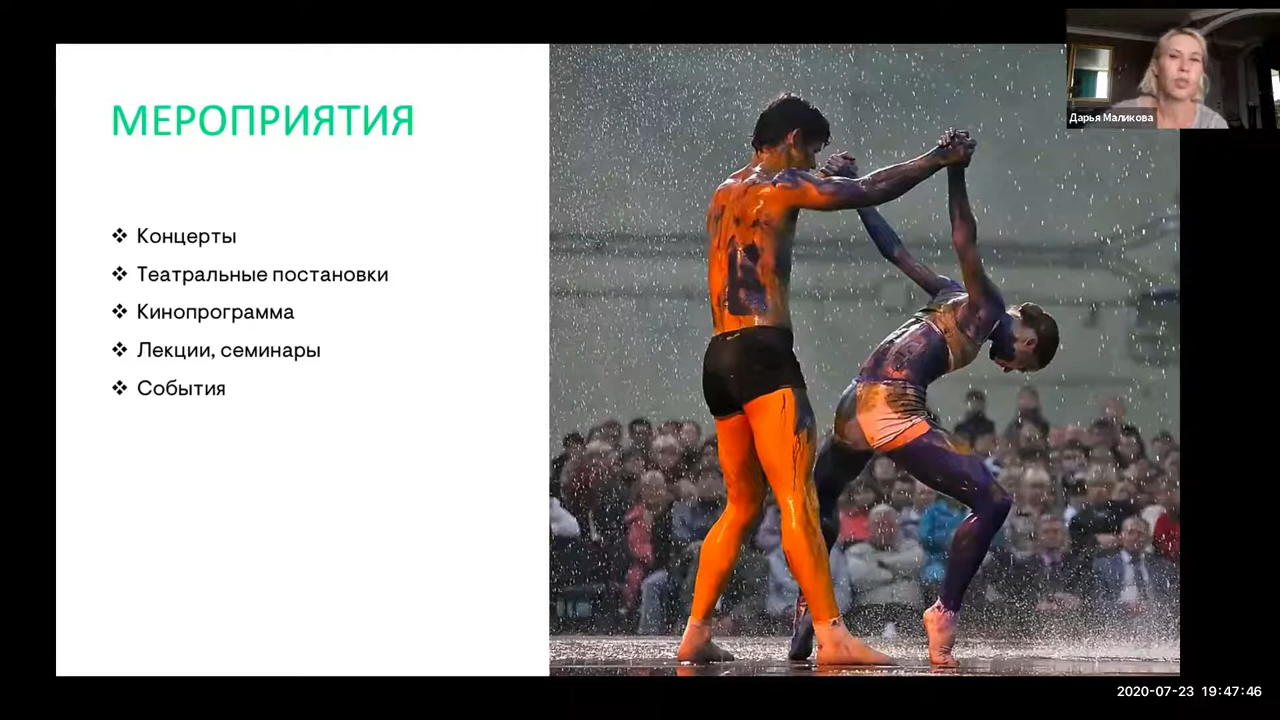 МЕРОПРИЯТИЯ
❖ Концерты
❖ Театральные постановки
❖ Кинопрограмма
❖ Лекции, семинары
❖ События
Дарья Маликова
2020-07-23 19:47:46